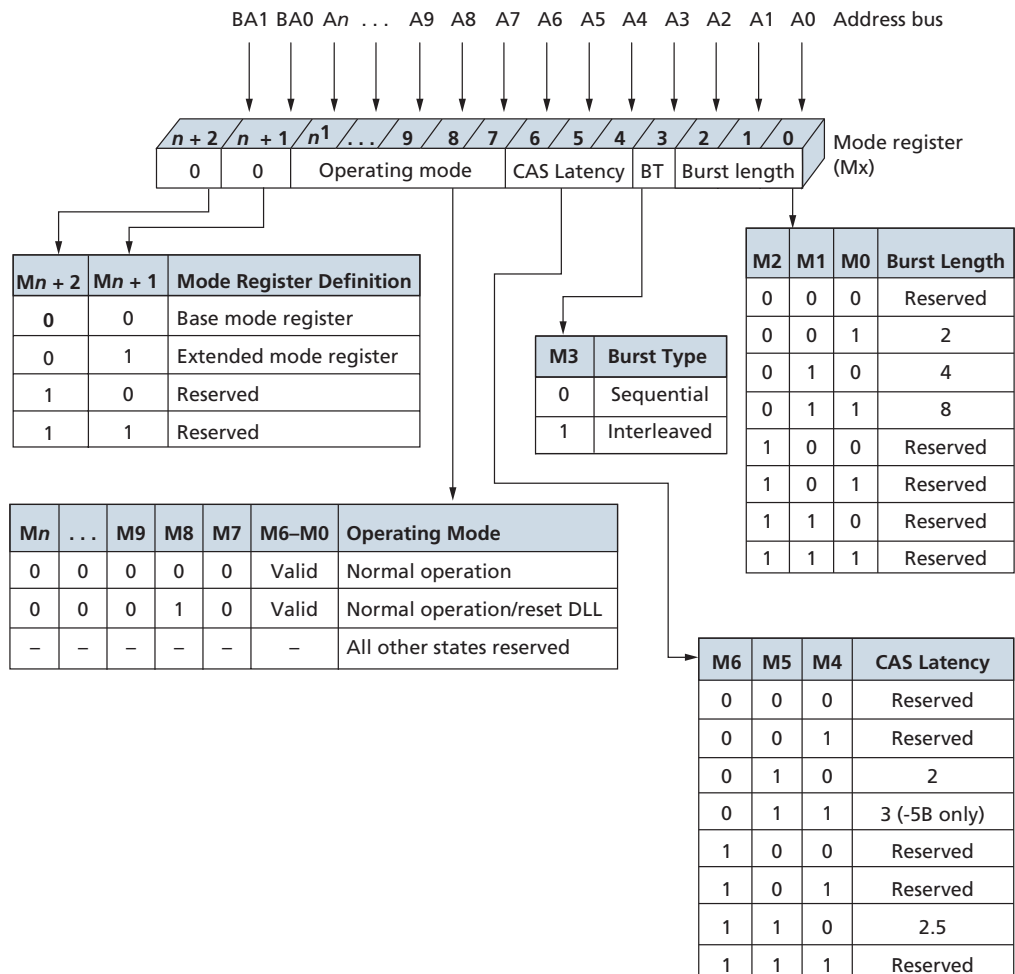 BA1 BA0 An . . . A9 A8 A7 A6 A5 A4 A3 A2 A1 A0 Address bus
n + 2 n + 1 n1 . . . 9 8 7 6 5 4 3 2 1 0
Mode register
(Mx)
0 0 Operating mode CAS Latency BT Burst length
Mn + 2 Mn + 1 Mode Register Definition
0 0 Base mode register
0 1 Extended mode register
1 0 Reserved
1 1 Reserved
M3 Burst Type
0 Sequential
1 Interleaved
M2 M1 M0 Burst Length
0 0 0 Reserved
0 0 1 2
0 1 0 4
0 1 1 8
1 0 0 Reserved
1 0 1 Reserved
1 1 0 Reserved
1 1 1 Reserved
Mn . . . M9 M8 M7 M6–M0 Operating Mode
0 0 0 0 0 Valid Normal operation
0 0 0 1 0 Valid Normal operation/reset DLL
– – – – – – All other states reserved
M6 M5 M4 CAS Latency
0 0 0 Reserved
0 0 1 Reserved
0 1 0 2
0 1 1 3 (-5B only)
1 0 0 Reserved
1 0 1 Reserved
1 1 0 2.5
1 1 1 Reserved